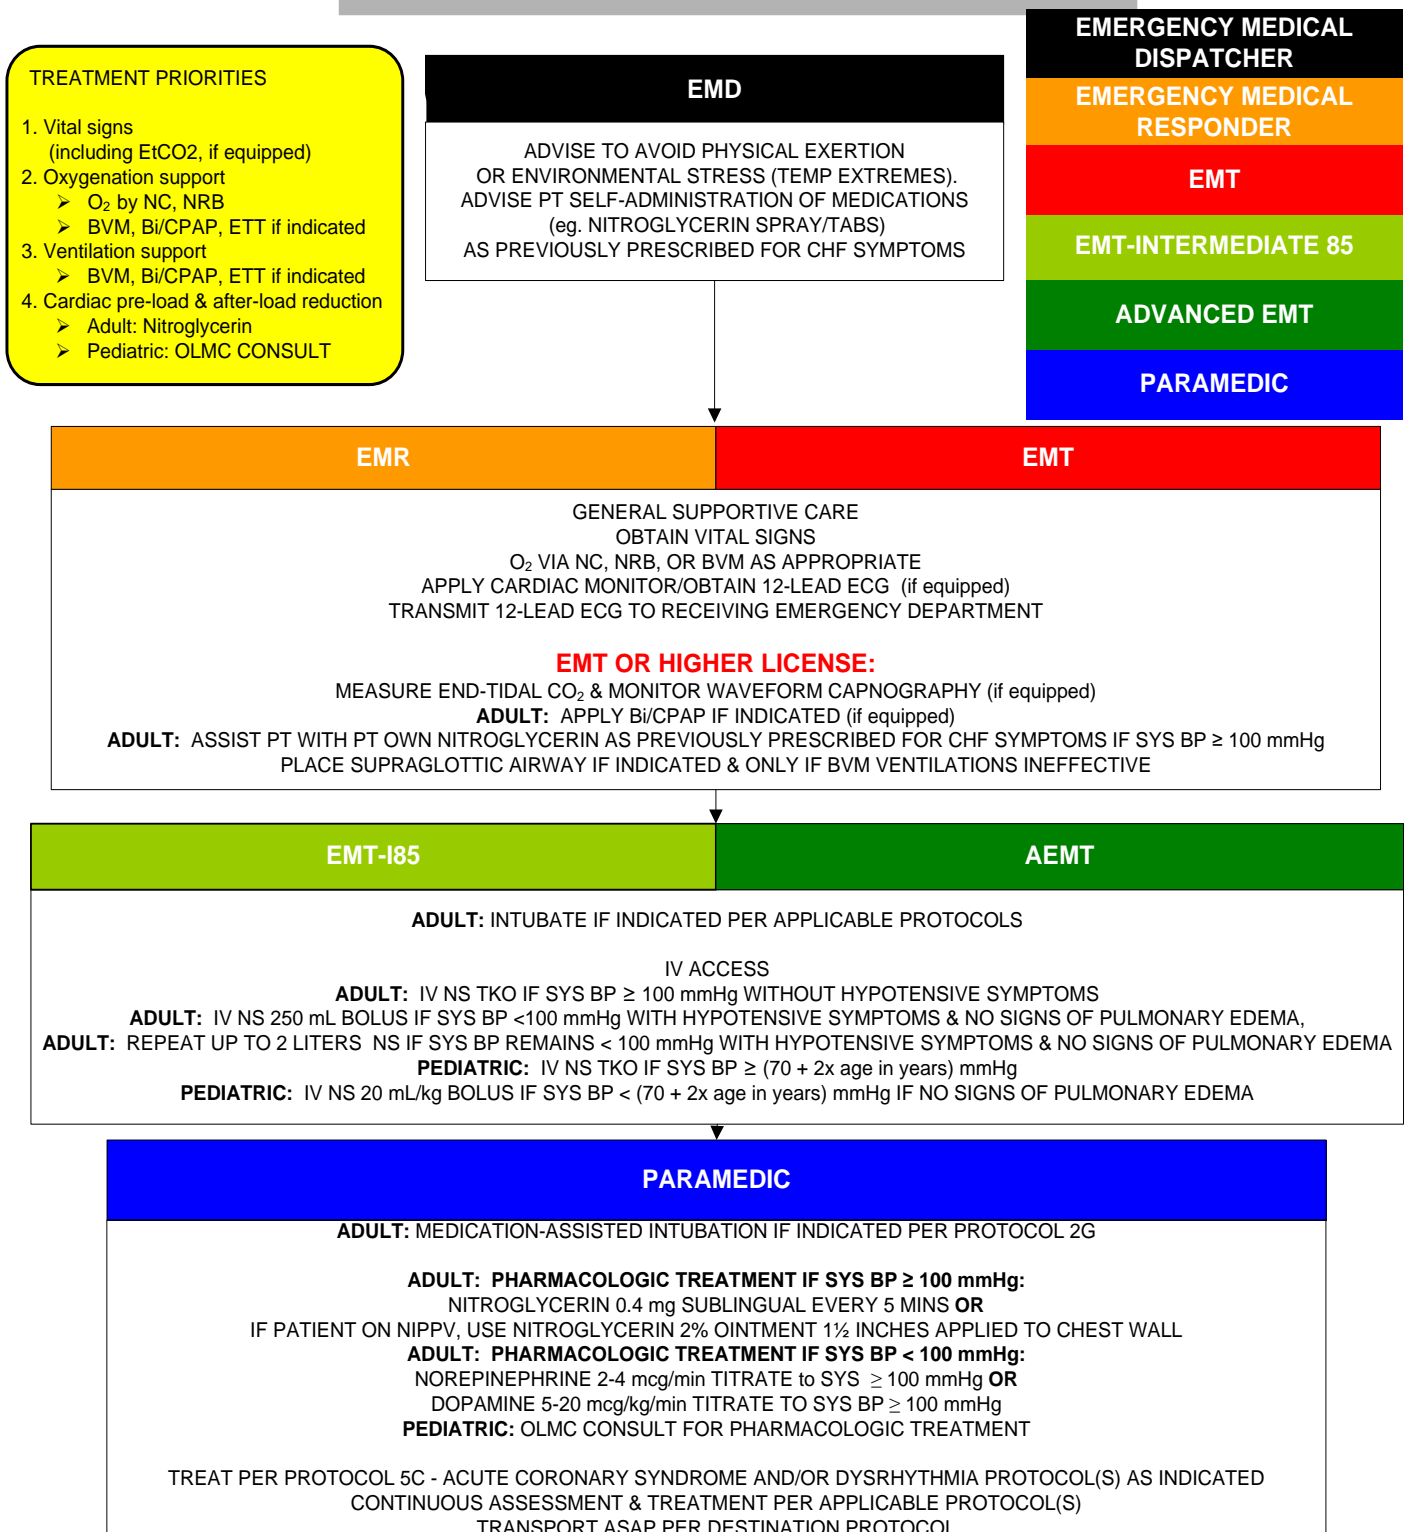 TREATMENT PRIORITIES
1. Vital signs
(including EtCO2, if equipped)
2. Oxygenation support
➢ O₂ by NC, NRB
➢ BVM, Bi/CPAP, ETT if indicated
3. Ventilation support
➢ BVM, Bi/CPAP, ETT if indicated
4. Cardiac pre-load & after-load reduction
➢ Adult: Nitroglycerin
➢ Pediatric: OLMC CONSULT
EMD
ADVISE TO AVOID PHYSICAL EXERTION
OR ENVIRONMENTAL STRESS (TEMP EXTREMES).
ADVISE PT SELF-ADMINISTRATION OF MEDICATIONS
(eg. NITROGLYCERIN SPRAY/TABS)
AS PREVIOUSLY PRESCRIBED FOR CHF SYMPTOMS
EMERGENCY MEDICAL
DISPATCHER
EMERGENCY MEDICAL
RESPONDER
EMT
EMT-INTERMEDIATE 85
ADVANCED EMT
PARAMEDIC
EMR
EMT
GENERAL SUPPORTIVE CARE
OBTAIN VITAL SIGNS
O₂ VIA NC, NRB, OR BVM AS APPROPRIATE
APPLY CARDIAC MONITOR/OBTAIN 12-LEAD ECG (if equipped)
TRANSMIT 12-LEAD ECG TO RECEIVING EMERGENCY DEPARTMENT
EMT OR HIGHER LICENSE:
MEASURE END-TIDAL CO₂ & MONITOR WAVEFORM CAPNOGRAPHY (if equipped)
ADULT: APPLY Bi/CPAP IF INDICATED (if equipped)
ADULT: ASSIST PT WITH PT OWN NITROGLYCERIN AS PREVIOUSLY PRESCRIBED FOR CHF SYMPTOMS IF SYS BP ≥ 100 mmHg
PLACE SUPRAGLOTTIC AIRWAY IF INDICATED & ONLY IF BVM VENTILATIONS INEFFECTIVE
EMT-I85
AEMT
ADULT: INTUBATE IF INDICATED PER APPLICABLE PROTOCOLS
IV ACCESS
ADULT: IV NS TKO IF SYS BP ≥ 100 mmHg WITHOUT HYPOTENSIVE SYMPTOMS
ADULT: IV NS 250 mL BOLUS IF SYS BP <100 mmHg WITH HYPOTENSIVE SYMPTOMS & NO SIGNS OF PULMONARY EDEMA,
ADULT: REPEAT UP TO 2 LITERS NS IF SYS BP REMAINS < 100 mmHg WITH HYPOTENSIVE SYMPTOMS & NO SIGNS OF PULMONARY EDEMA
PEDIATRIC: IV NS TKO IF SYS BP ≥ (70 + 2x age in years) mmHg
PEDIATRIC: IV NS 20 mL/kg BOLUS IF SYS BP < (70 + 2x age in years) mmHg IF NO SIGNS OF PULMONARY EDEMA
PARAMEDIC
ADULT: MEDICATION-ASSISTED INTUBATION IF INDICATED PER PROTOCOL 2G
ADULT: PHARMACOLOGIC TREATMENT IF SYS BP ≥ 100 mmHg:
NITROGLYCERIN 0.4 mg SUBLINGUAL EVERY 5 MINS OR
IF PATIENT ON NIPPV, USE NITROGLYCERIN 2% OINTMENT 1½ INCHES APPLIED TO CHEST WALL
ADULT: PHARMACOLOGIC TREATMENT IF SYS BP < 100 mmHg:
NOREPINEPHRINE 2-4 mcg/min TITRATE to SYS ≥ 100 mmHg OR
DOPAMINE 5-20 mcg/kg/min TITRATE TO SYS BP ≥ 100 mmHg
PEDIATRIC: OLMC CONSULT FOR PHARMACOLOGIC TREATMENT
TREAT PER PROTOCOL 5C - ACUTE CORONARY SYNDROME AND/OR DYSRHYTHMIA PROTOCOL(S) AS INDICATED
CONTINUOUS ASSESSMENT & TREATMENT PER APPLICABLE PROTOCOL(S)
TRANSPORT ASAP PER DESTINATION PROTOCOL